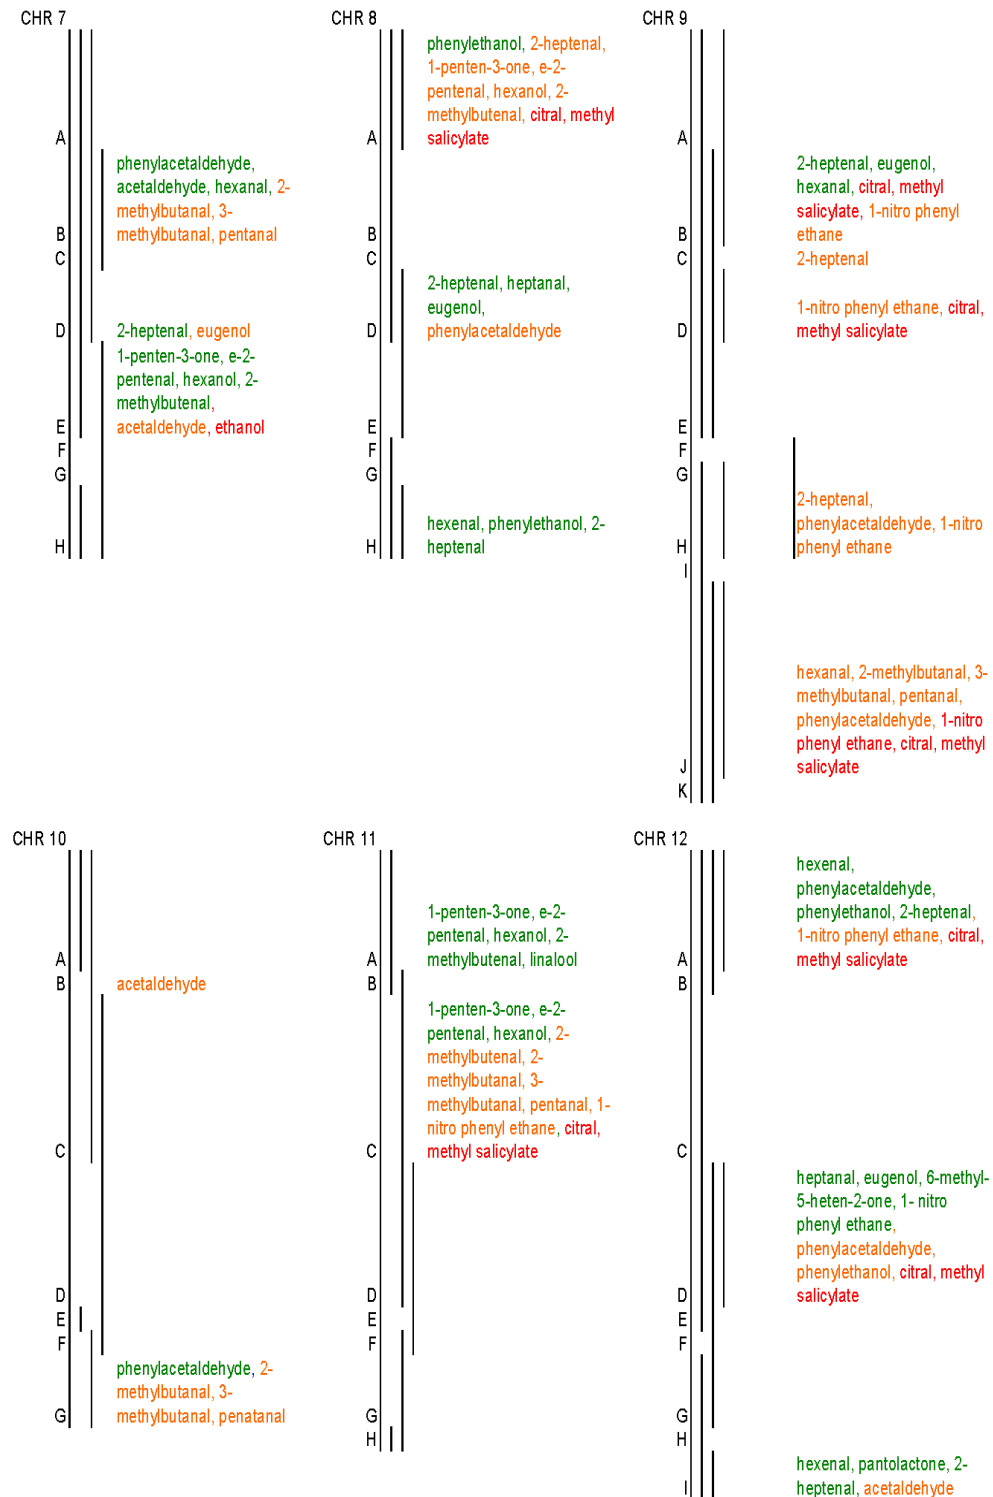 CHR 7
A
phenylacetaldehyde,
acetaldehyde, hexanal, 2-
methylbutanal, 3-
B
methylbutanal, pentanal
C
D
2-heptenal, eugenol
1-penten-3-one, e-2-
pentenal, hexanol, 2-
methylbutenal,
E
acetaldehyde, ethanol
F
G
H
CHR 8
phenylethanol, 2-heptenal,
1-penten-3-one, e-2-
pentenal, hexanol, 2-
methylbutenal, citral, methyl
A
salicylate
B
C
2-heptenal, heptanal,
eugenol,
D
phenylacetaldehyde
E
F
G
hexenal, phenylethanol, 2-
H
heptenal
CHR 9
A
2-heptenal, eugenol,
hexanal, citral, methyl
salicylate, 1-nitro phenyl
B
ethane
C
2-heptenal
1-nitro phenyl ethane, citral,
D
methyl salicylate
E
F
G
2-heptenal,
phenylacetaldehyde, 1-nitro
H
phenyl ethane
I
hexanal, 2-methylbutanal, 3-
methylbutanal, pentanal,
phenylacetaldehyde, 1-nitro
phenyl ethane, citral, methyl
J
salicylate
K
CHR 10
A
B
acetaldehyde
C
D
E
F
phenylacetaldehyde, 2-
methylbutanal, 3-
G
methylbutanal, penatanal
CHR 11
1-penten-3-one, e-2-
pentenal, hexanol, 2-
A
methylbutenal, linalool
B
1-penten-3-one, e-2-
pentenal, hexanol, 2-
methylbutenal, 2-
methylbutanal, 3-
methylbutanal, pentanal, 1-
nitro phenyl ethane, citral,
C
methyl salicylate
D
E
F
G
H
CHR 12
hexenal,
phenylacetaldehyde,
phenylethanol, 2-heptenal,
1-nitro phenyl ethane, citral,
A
methyl salicylate
B
C
heptanal, eugenol, 6-methyl-
5-heten-2-one, 1- nitro
phenyl ethane,
phenylacetaldehyde,
phenylethanol, citral, methyl
D
salicylate
E
F
G
H
hexenal, pantolactone, 2-
I
heptenal, acetaldehyde